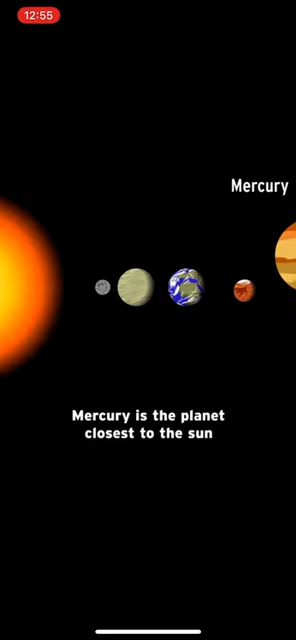 12:55
Mercury
Mercury is the planet
closest to the sun